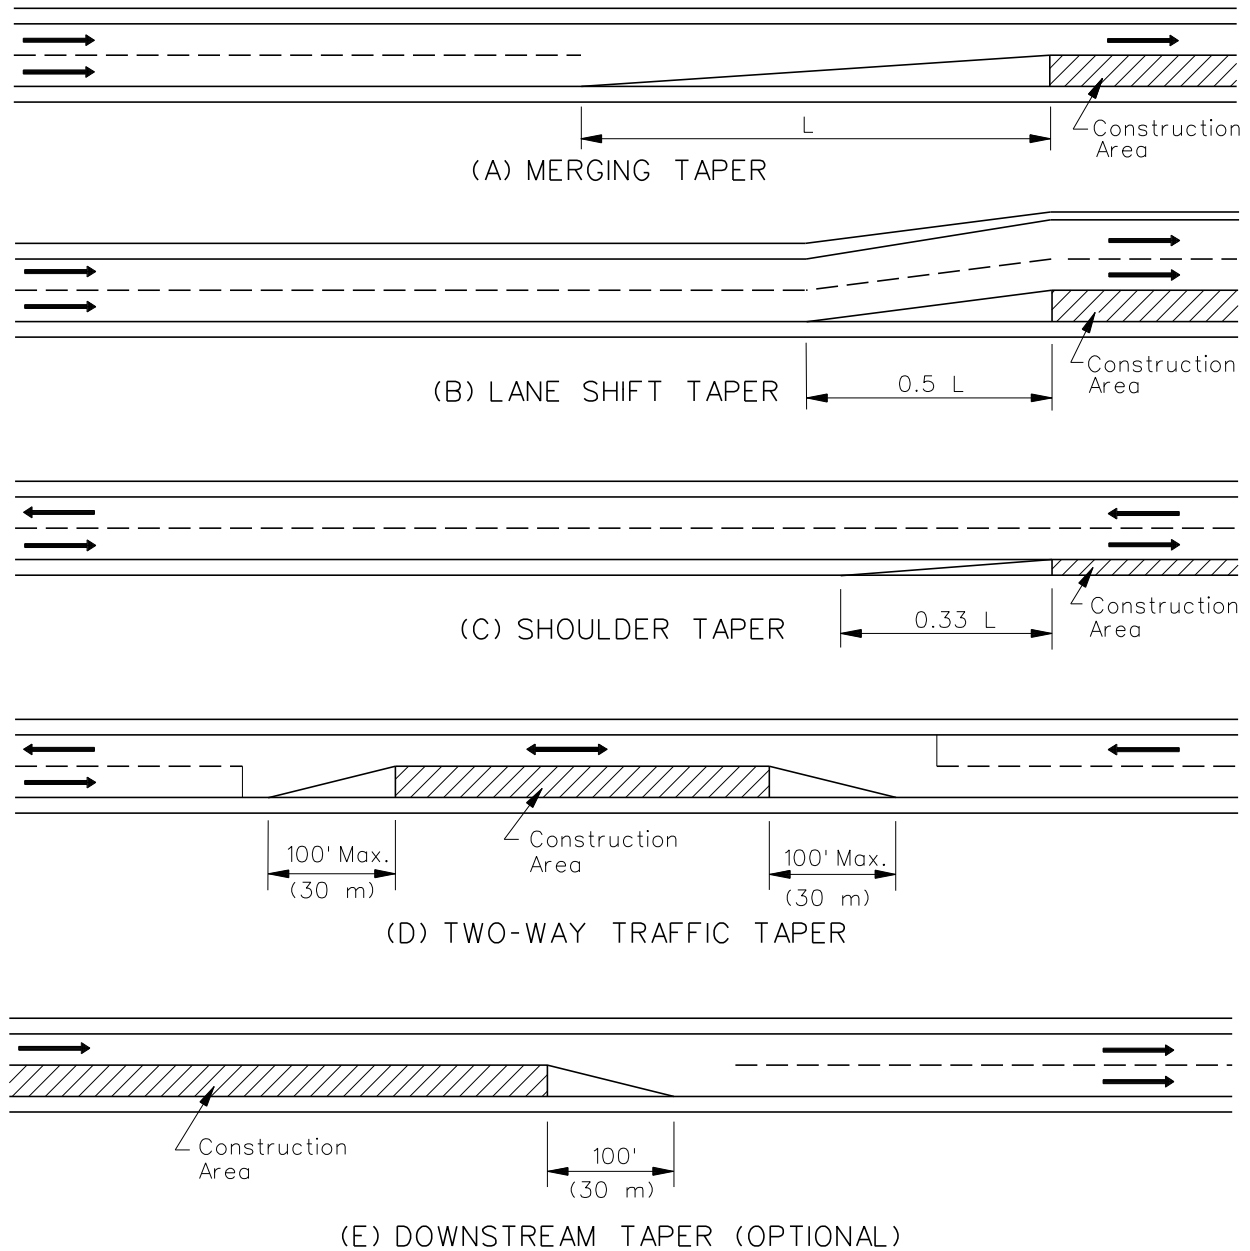 L
Construction
Area
(A) MERGING TAPER
Construction
Area
0.5 L
(B) LANE SHIFT TAPER
Construction
Area
0.33 L
(C) SHOULDER TAPER
Construction
Area
100' Max.
(30 m)
100' Max.
(30 m)
(D) TWO-WAY TRAFFIC TAPER
Construction
Area
100'
(30 m)
(E) DOWNSTREAM TAPER (OPTIONAL)